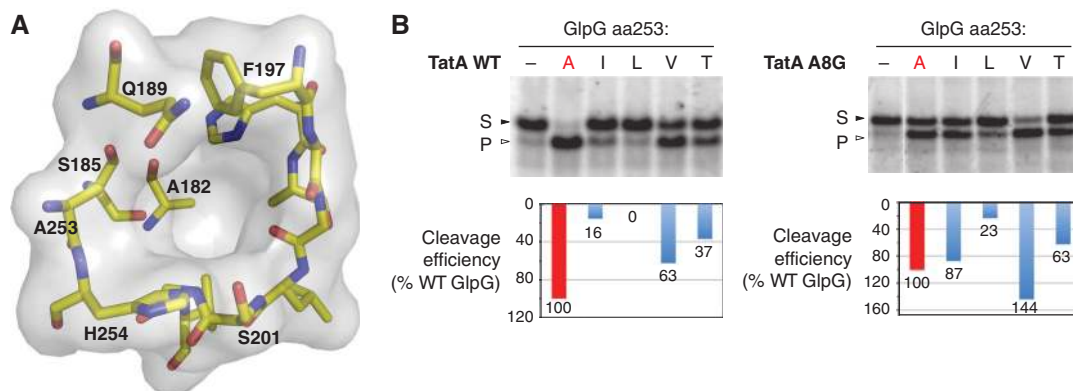 A
Q189
F197
S185
A182
A253
H254
S201
B
GlpG aa253:
TatA WT – A I L V T
S
P
0
40
80
120
Cleavage
efficiency
(% WT GlpG)
100
16
0
63
37
GlpG aa253:
TatA A8G – A I L V T
S
P
0
40
80
120
160
Cleavage
efficiency
(% WT GlpG)
100
87
23
144
63